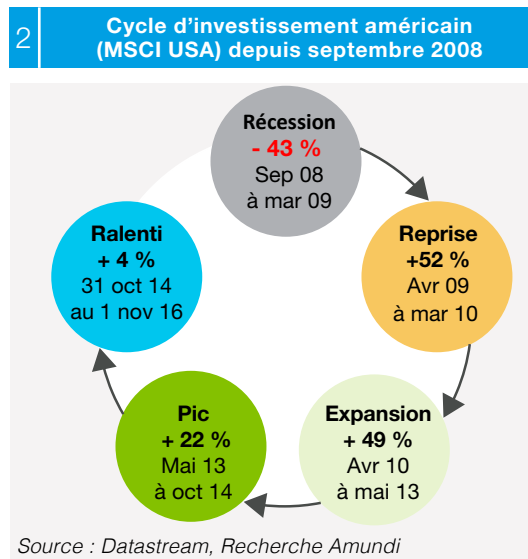 2
Cycle d’investissement américain
(MSCI USA) depuis septembre 2008
Récession
- 43 %
Sep 08
à mar 09
Reprise
+52 %
Avr 09
à mar 10
Expansion
+ 49 %
Avr 10
à mai 13
Pic
+ 22 %
Mai 13
à oct 14
Ralenti
+ 4 %
31 oct 14
au 1 nov 16
Source : Datastream, Recherche Amundi